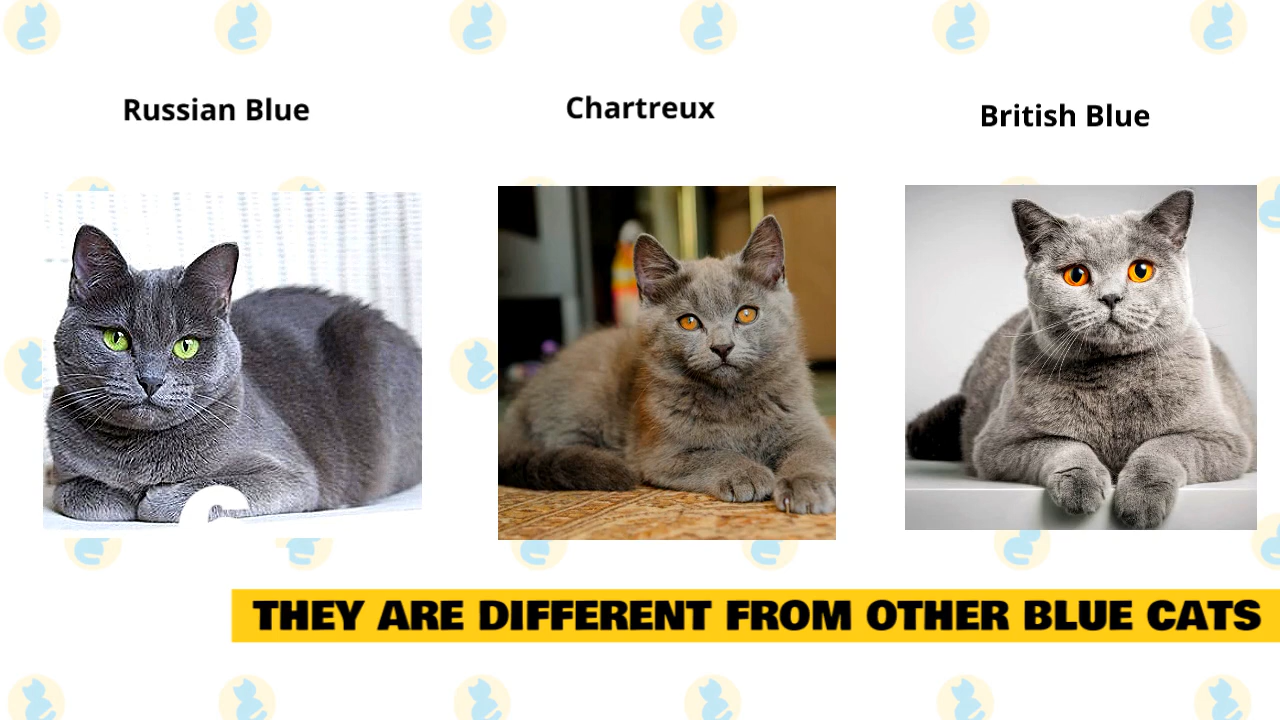 Russian Blue
Chartreux
British Blue
THEY ARE DIFFERENT FROM OTHER BLUE CATS